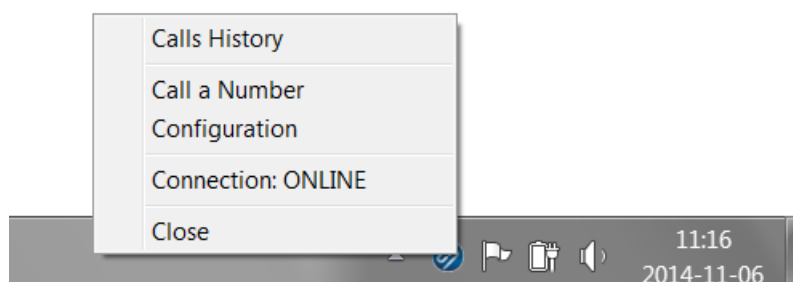 Calls History
Call a Number
Configuration
Connection: ONLINE
Close
11:16
2014-11-06